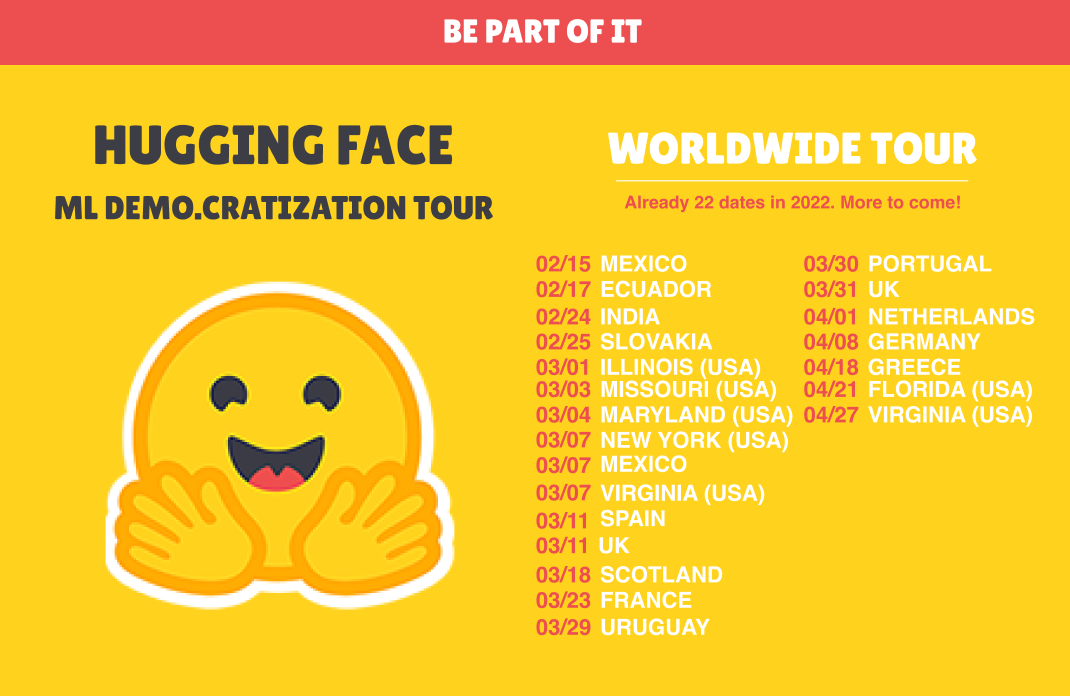 BE PART OF IT
HUGGING FACE
ML DEMO.CRATIZATION TOUR
WORLDWIDE TOUR
Already 22 dates in 2022. More to come!
02/15 MEXICO
02/17 ECUADOR
02/24 INDIA
02/25 SLOVAKIA
03/01 ILLINOIS (USA)
03/03 MISSOURI (USA)
03/04 MARYLAND (USA)
03/07 NEW YORK (USA)
03/07 MEXICO
03/07 VIRGINIA (USA)
03/11 SPAIN
03/11 UK
03/18 SCOTLAND
03/23 FRANCE
03/29 URUGUAY
03/30 PORTUGAL
03/31 UK
04/01 NETHERLANDS
04/08 GERMANY
04/18 GREECE
04/21 FLORIDA (USA)
04/27 VIRGINIA (USA)